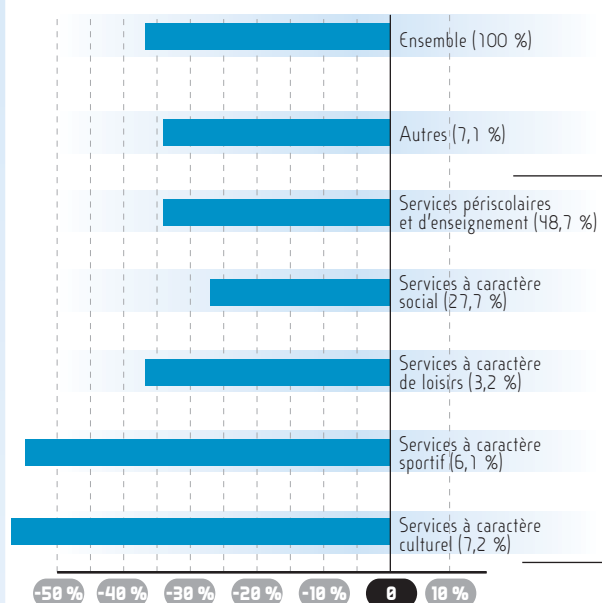 Ensemble (100 %)
Autres (7,1 %)
Services périscolaires
et d'enseignement (48,7 %)
Services à caractère
social (27,7 %)
Services à caractère
de loisirs (3,2 %)
Services à caractère
sportif (6,1 %)
Services à caractère
culturel (7,2 %)
-50 % -40 % -30 % -20 % -10 % 0 10 %